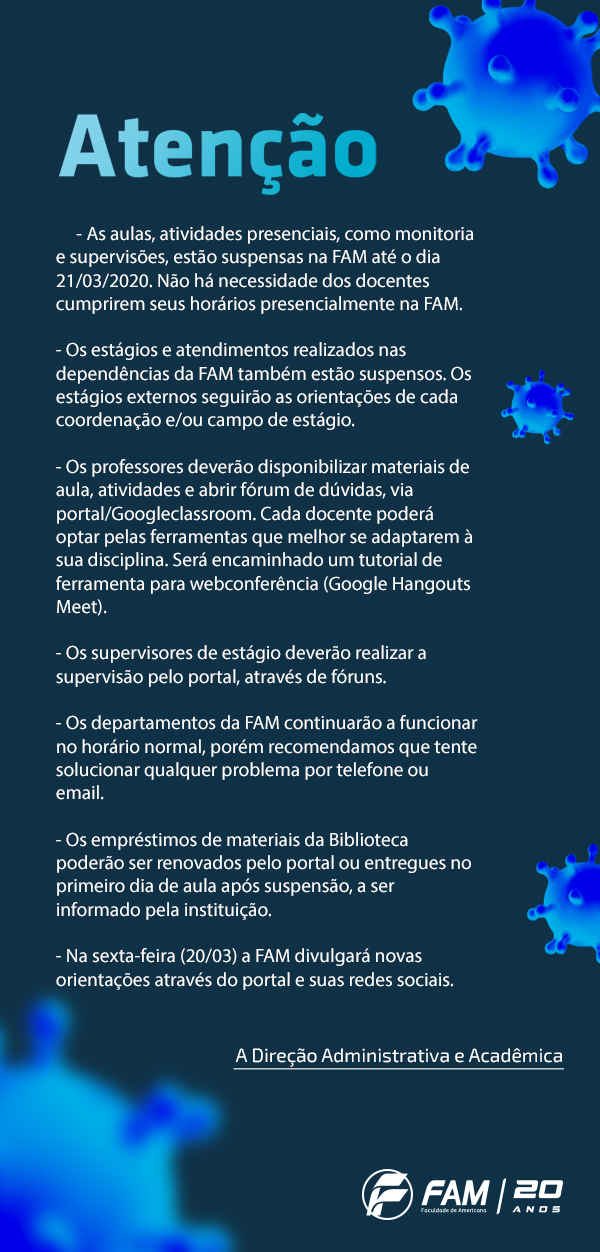 Atenção
- As aulas, atividades presenciais, como monitoria
e supervisões, estão suspensas na FAM até o dia
21/03/2020. Não há necessidade dos docentes
cumprirem seus horários presencialmente na FAM.
- Os estágios e atendimentos realizados nas
dependências da FAM também estão suspensos. Os
estágios externos seguirão as orientações de cada
coordenação e/ou campo de estágio.
- Os professores deverão disponibilizar materiais de
aula, atividades e abrir fórum de dúvidas, via
portal/Googleclassroom. Cada docente poderá
optar pelas ferramentas que melhor se adaptarem à
sua disciplina. Será encaminhado um tutorial de
ferramenta para webconferência (Google Hangouts
Meet).
- Os supervisores de estágio deverão realizar a
supervisão pelo portal, através de fóruns.
- Os departamentos da FAM continuarão a funcionar
no horário normal, porém recomendamos que tente
solucionar qualquer problema por telefone ou
email.
- Os empréstimos de materiais da Biblioteca
poderão ser renovados pelo portal ou entregues no
primeiro dia de aula após suspensão, a ser
informado pela instituição.
- Na sexta-feira (20/03) a FAM divulgará novas
orientações através do portal e suas redes sociais.
A Direção Administrativa e Acadêmica
FAM | 20
Faculdade de Americana ANOS